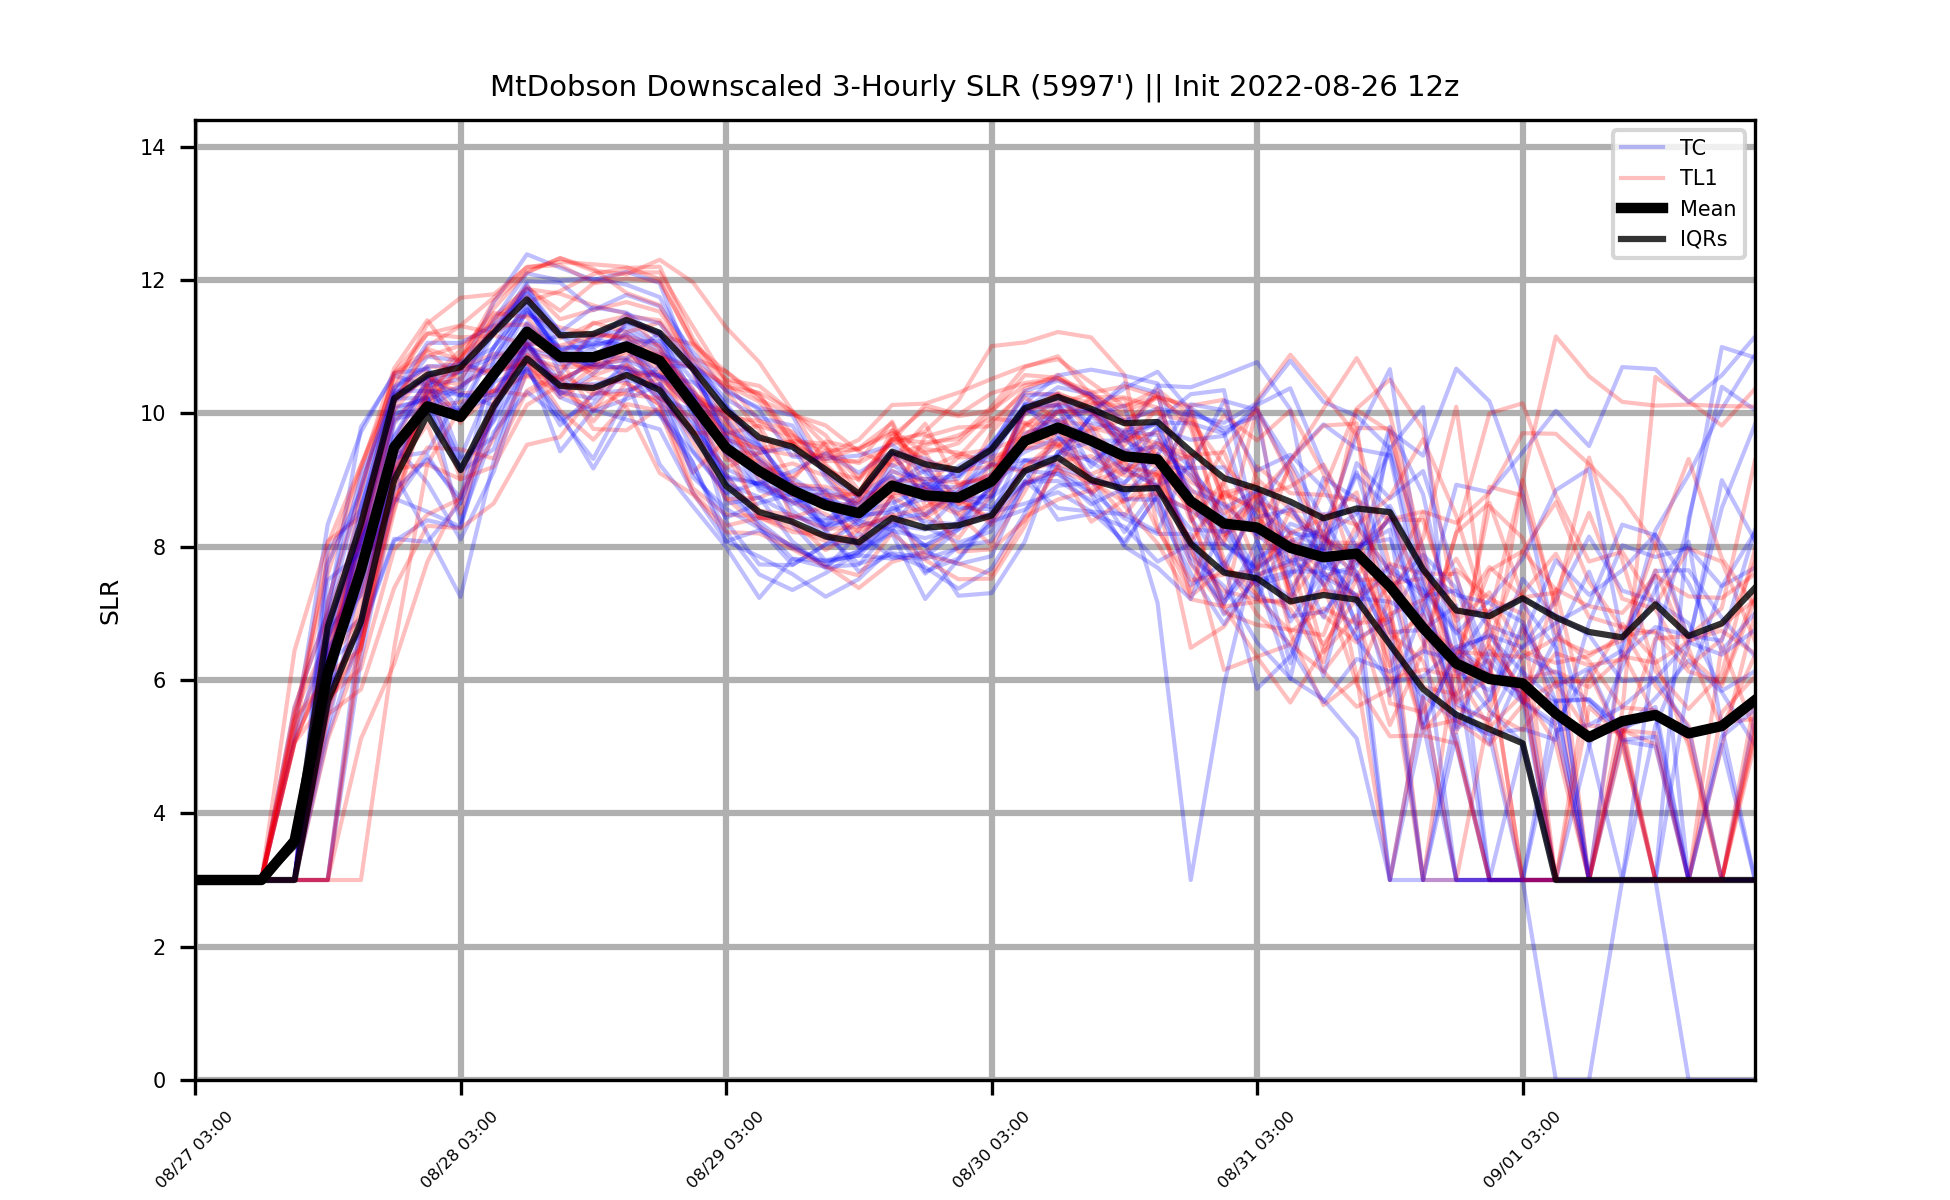 MtDobson Downscaled 3-Hourly SLR (5997') || Init 2022-08-26 12z
TC
TL1
Mean
IQRs
SLR
14
12
10
8
6
4
2
0
08/27 03:00
08/28 03:00
08/29 03:00
08/30 03:00
08/31 03:00
09/01 03:00